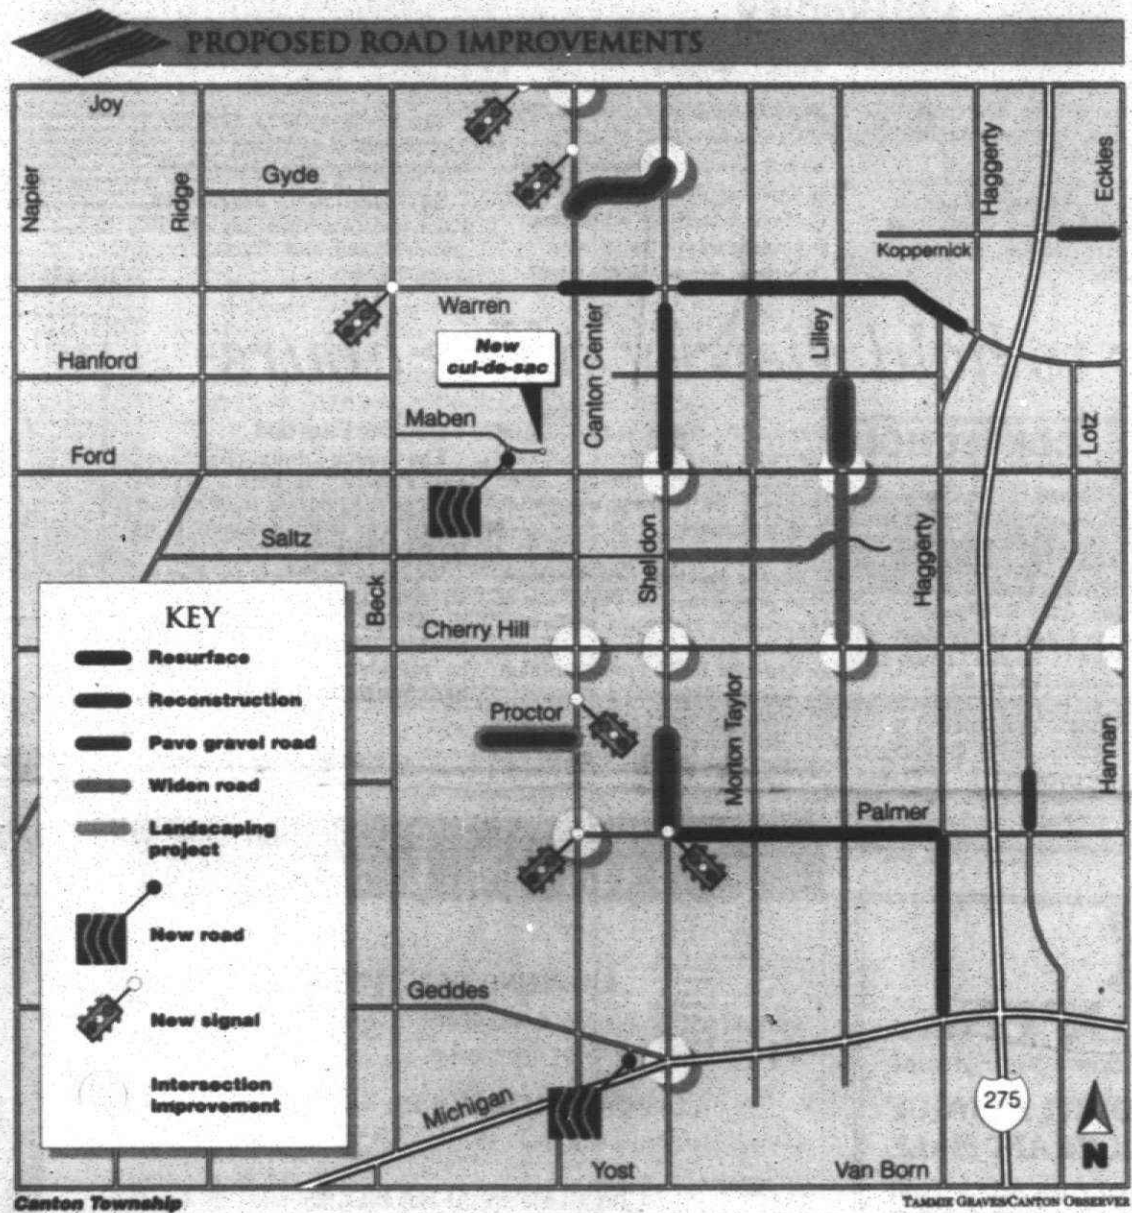 PROPOSED ROAD IMPROVEMENTS
Joy
Napier
Ridge
Gyde
Haggerty
Eckles
Koppernick
Warren
Canton Center
Lilley
New
cul-de-sac
Hanford
Maben
Ford
Lotz
Saltz
Sheldon
Haggerty
Beck
Cherry Hill
KEY
Resurface
Reconstruction
Pave gravel road
Widen road
Landscaping
project
New road
New signal
Intersection
improvement
Proctor
Morton Taylor
Hannan
Palmer
Geddes
Michigan
275
N
Yost
Van Born
Canton Township
TAMMIE GRAVES/CANTON OBSERVER